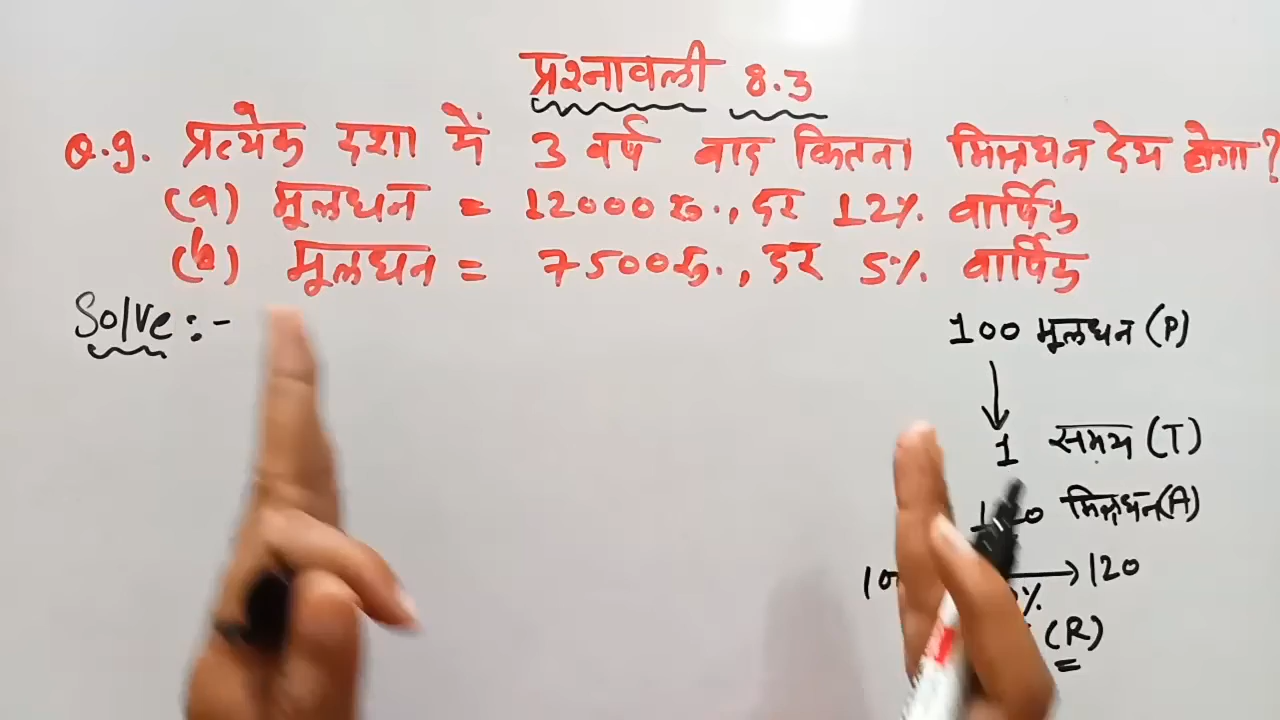 प्रश्नावली 8.3
Q.9. प्रत्येक दशा में 3 वर्ष बाद कितना मिश्रधन देय होगा?
(a) मूलधन = 12000 रु., दर 12% वार्षिक
(b) मूलधन = 7500 रु., दर 5% वार्षिक
Solve :-
100 मूलधन (P)
1 समय (T)
मिश्रधन (A)
120
(R)